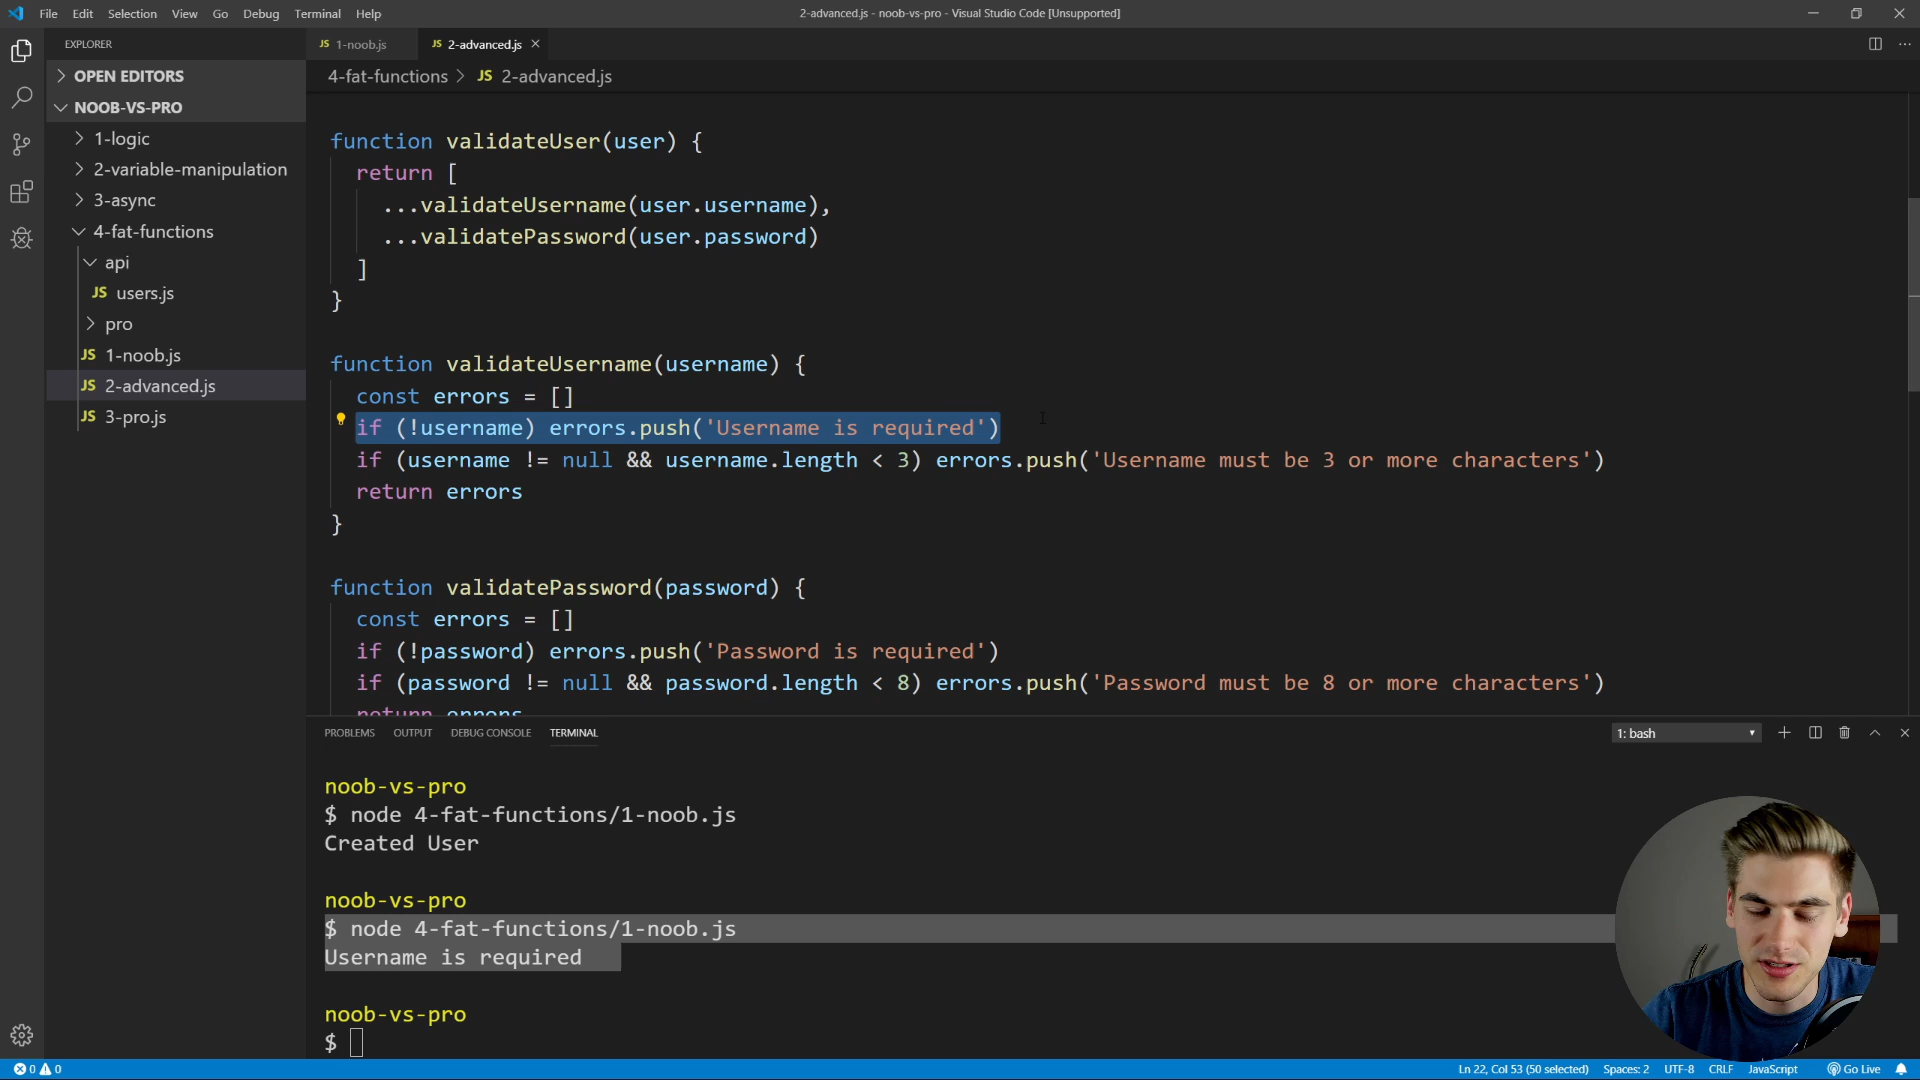 File Edit Selection View Go Debug Terminal Help
2-advanced.js - noob-vs-pro - Visual Studio Code [Unsupported]
EXPLORER
OPEN EDITORS
NOOB-VS-PRO
1-logic
2-variable-manipulation
3-async
4-fat-functions
api
JS users.js
pro
JS 1-noob.js
JS 2-advanced.js
JS 3-pro.js
JS 1-noob.js
JS 2-advanced.js
4-fat-functions > JS 2-advanced.js
function validateUser(user) {
return [
...validateUsername(user.username),
...validatePassword(user.password)
]
}
function validateUsername(username) {
const errors = []
if (!username) errors.push('Username is required')
if (username != null && username.length < 3) errors.push('Username must be 3 or more characters')
return errors
}
function validatePassword(password) {
const errors = []
if (!password) errors.push('Password is required')
if (password != null && password.length < 8) errors.push('Password must be 8 or more characters')
return errors
PROBLEMS OUTPUT DEBUG CONSOLE TERMINAL
1: bash
noob-vs-pro
$ node 4-fat-functions/1-noob.js
Created User
noob-vs-pro
$ node 4-fat-functions/1-noob.js
Username is required
noob-vs-pro
$
0 0
Ln 22, Col 53 (50 selected) Spaces: 2 UTF-8 CRLF JavaScript Go Live